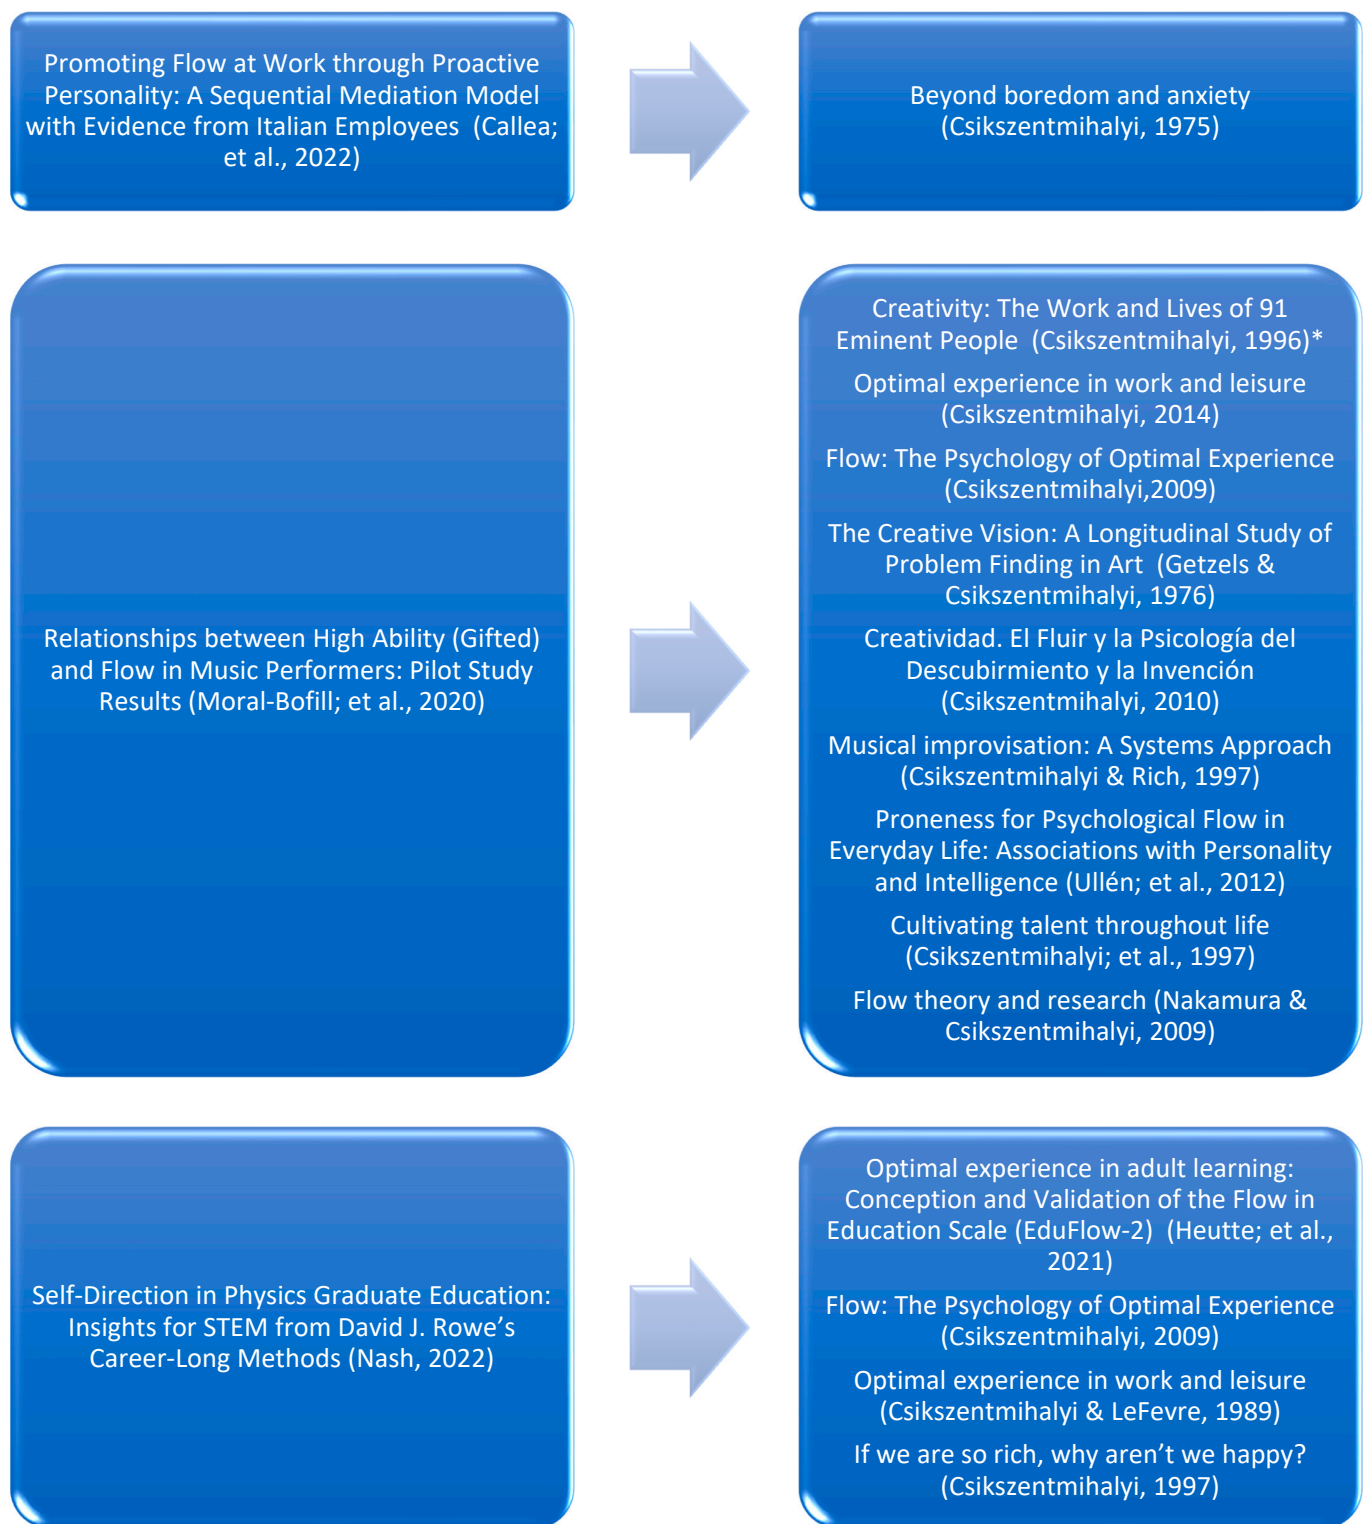 Promoting Flow at Work through Proactive
Personality: A Sequential Mediation Model
with Evidence from Italian Employees (Callea;
et al., 2022)
Beyond boredom and anxiety
(Csikszentmihalyi, 1975)
Relationships between High Ability (Gifted)
and Flow in Music Performers: Pilot Study
Results (Moral-Bofill; et al., 2020)
Creativity: The Work and Lives of 91
Eminent People (Csikszentmihalyi, 1996)*
Optimal experience in work and leisure
(Csikszentmihalyi, 2014)
Flow: The Psychology of Optimal Experience
(Csikszentmihalyi,2009)
The Creative Vision: A Longitudinal Study of
Problem Finding in Art (Getzels &
Csikszentmihalyi, 1976)
Creatividad. El Fluir y la Psicología del
Descubirmiento y la Invención
(Csikszentmihalyi, 2010)
Musical improvisation: A Systems Approach
(Csikszentmihalyi & Rich, 1997)
Proneness for Psychological Flow in
Everyday Life: Associations with Personality
and Intelligence (Ullén; et al., 2012)
Cultivating talent throughout life
(Csikszentmihalyi; et al., 1997)
Flow theory and research (Nakamura &
Csikszentmihalyi, 2009)
Self-Direction in Physics Graduate Education:
Insights for STEM from David J. Rowe’s
Career-Long Methods (Nash, 2022)
Optimal experience in adult learning:
Conception and Validation of the Flow in
Education Scale (EduFlow-2) (Heutte; et al.,
2021)
Flow: The Psychology of Optimal Experience
(Csikszentmihalyi, 2009)
Optimal experience in work and leisure
(Csikszentmihalyi & LeFevre, 1989)
If we are so rich, why aren’t we happy?
(Csikszentmihalyi, 1997)